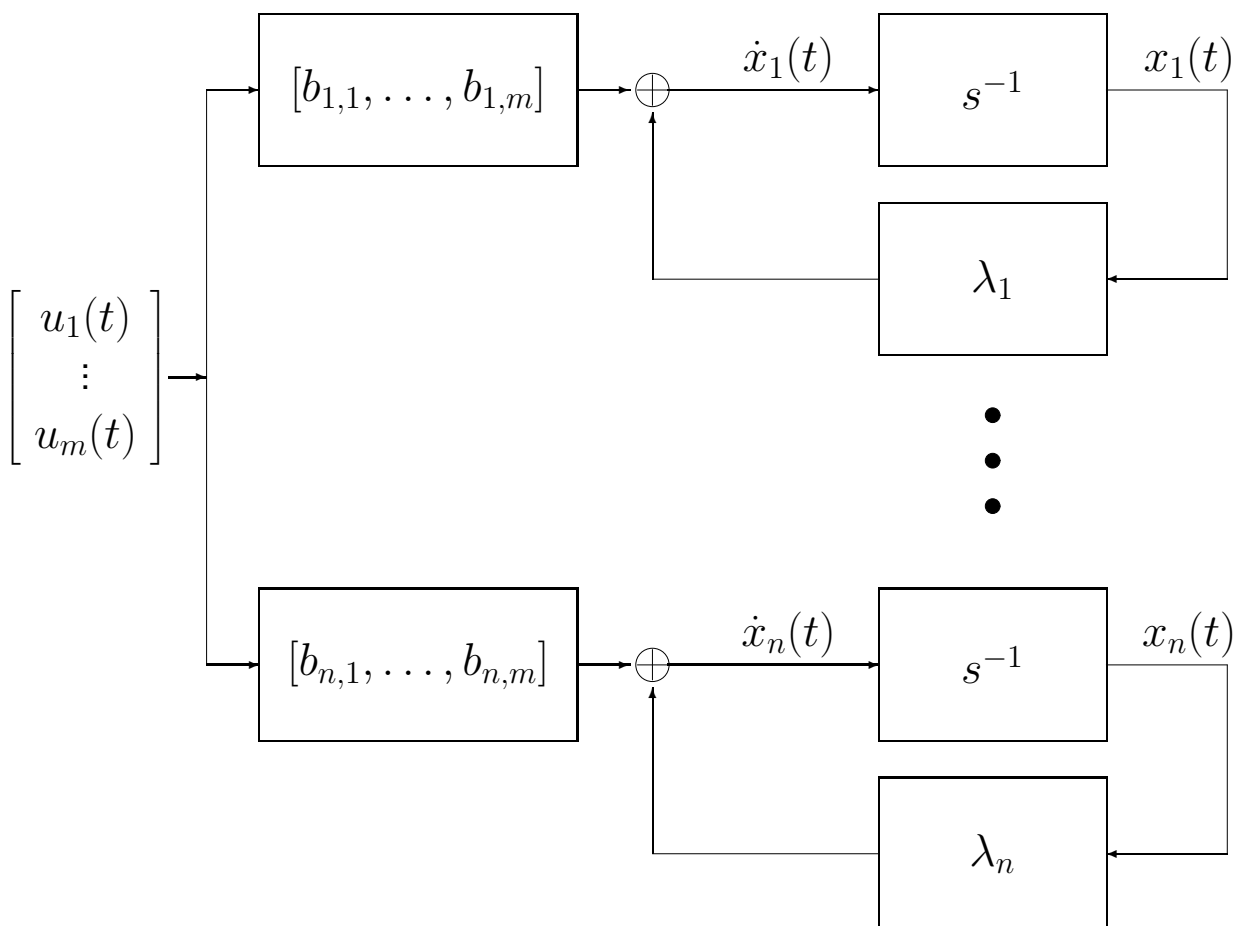 [b_{1,1}, . . . , b_{1,m}]
ẋ_1(t)
s^{-1}
x_1(t)
λ_1
u_1(t)
⋮
u_m(t)
[b_{n,1}, . . . , b_{n,m}]
ẋ_n(t)
s^{-1}
x_n(t)
λ_n